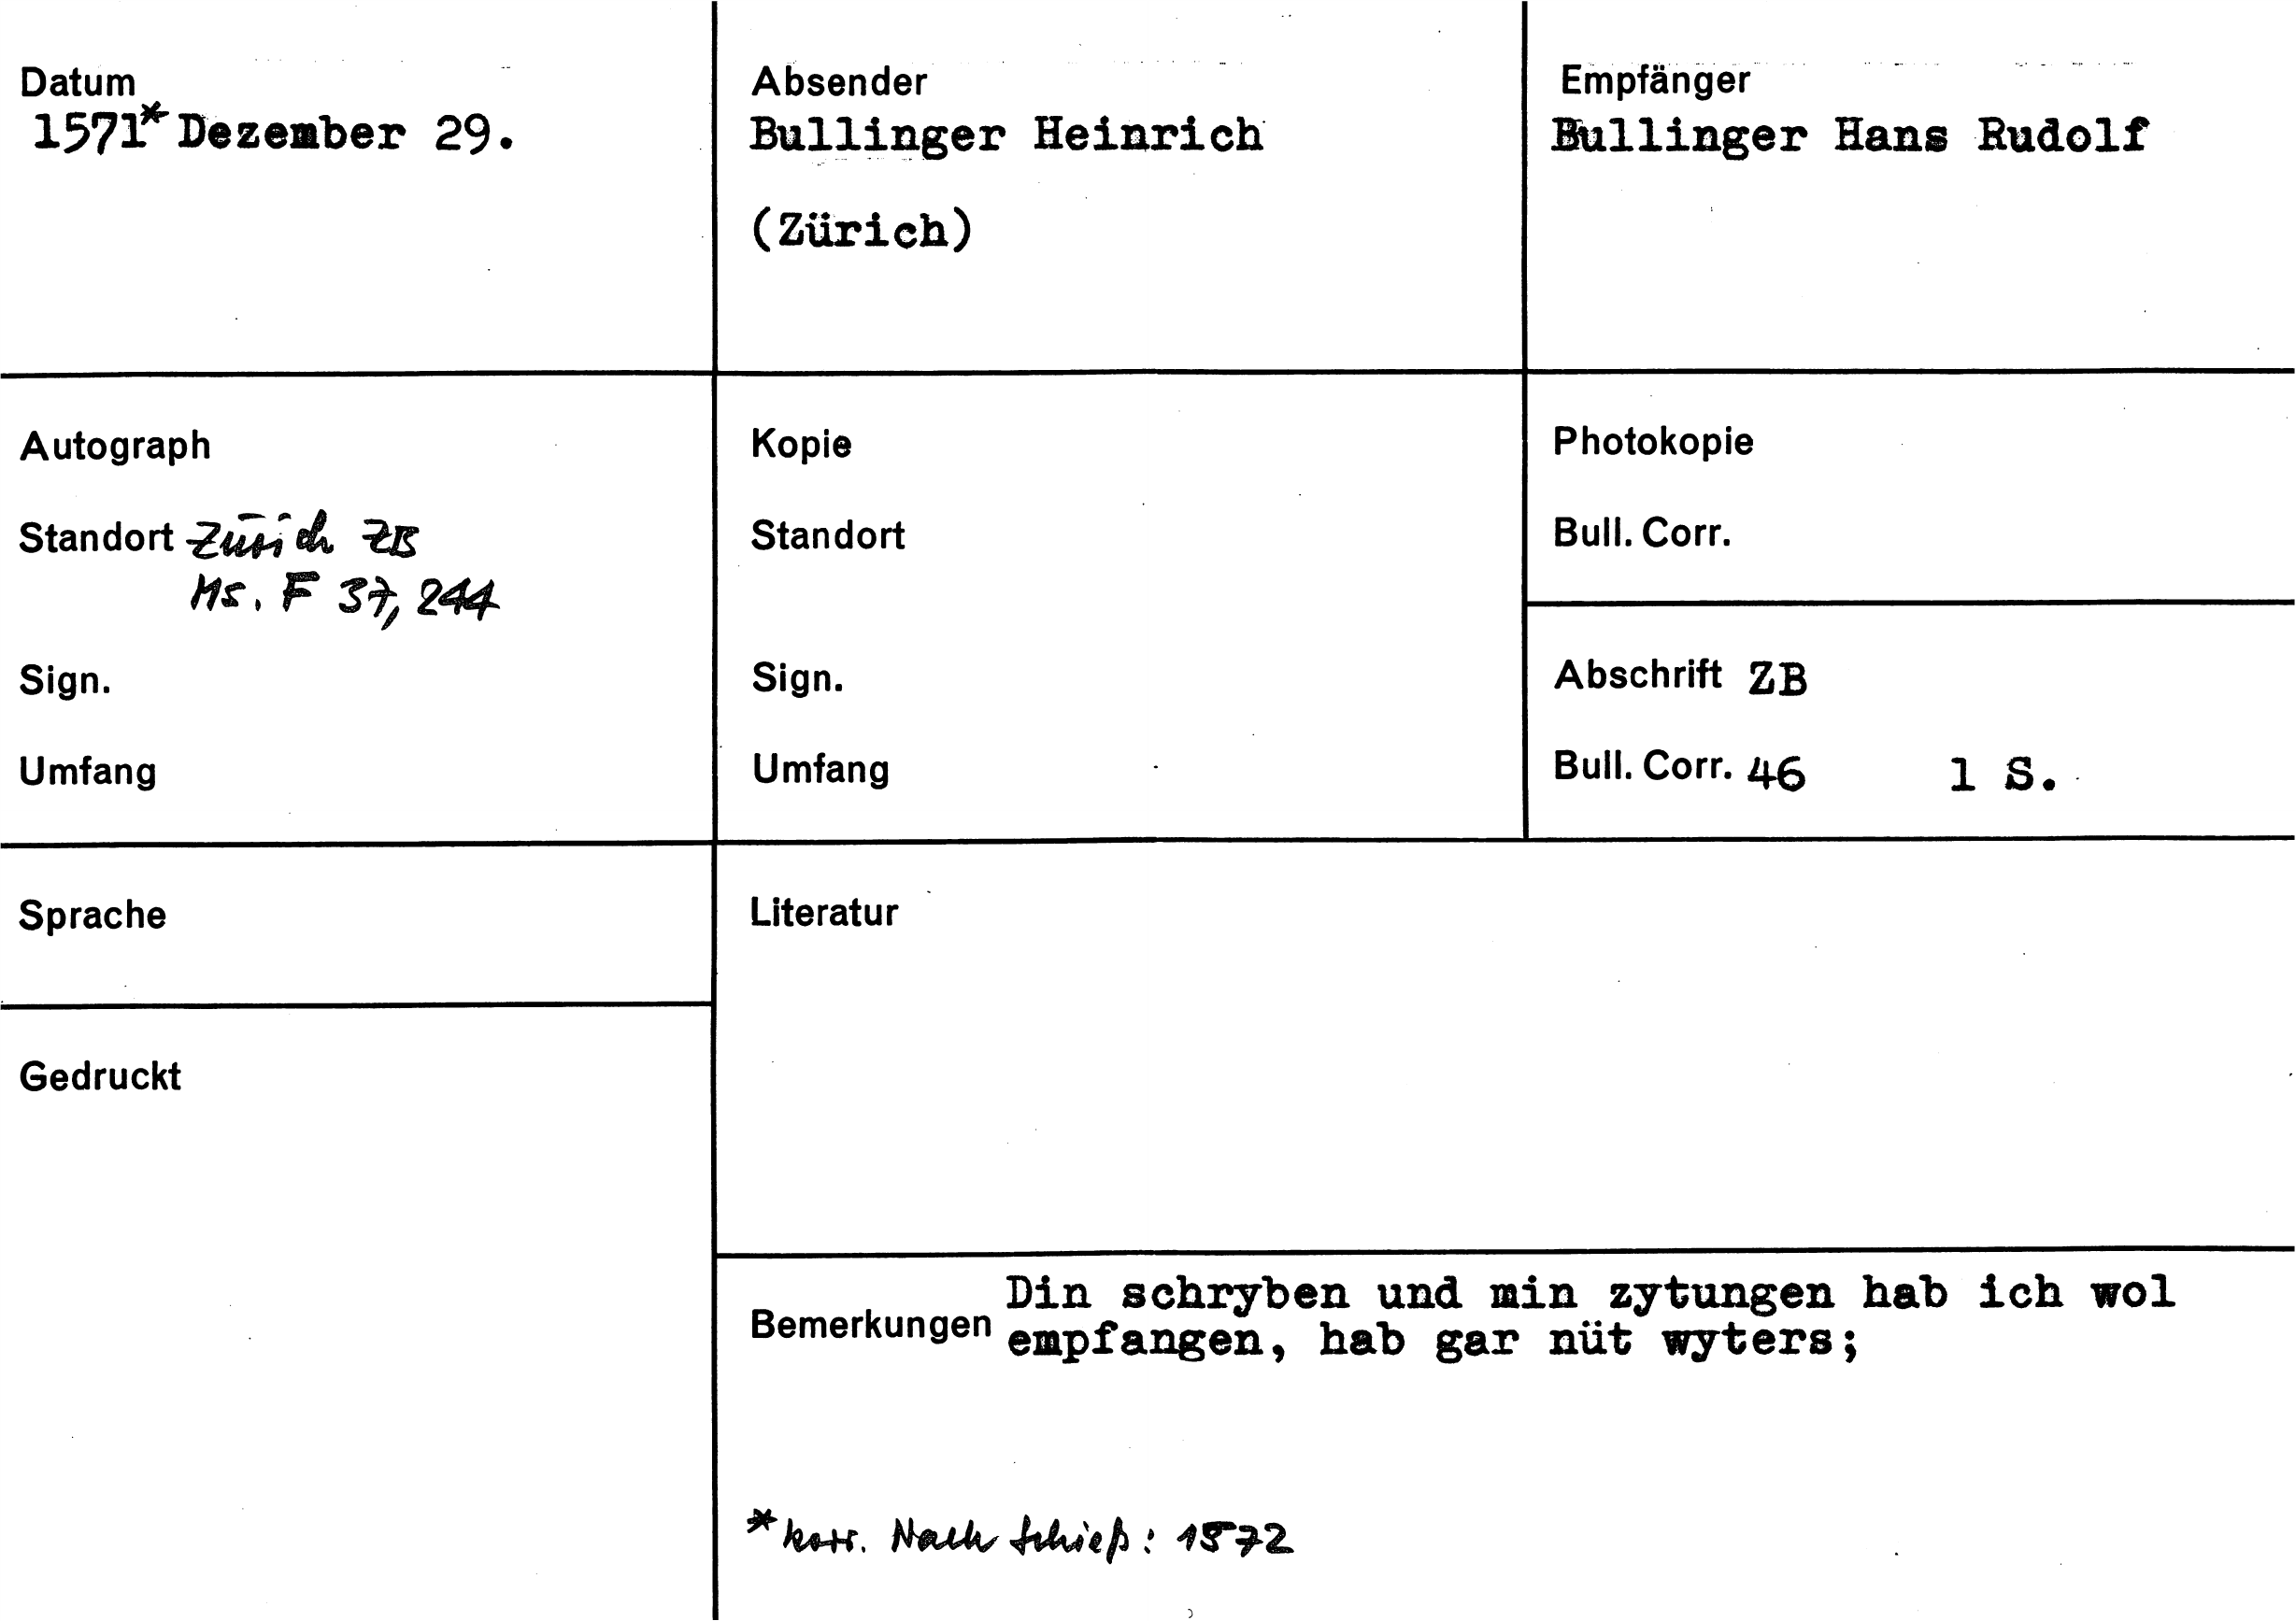 Datum
1571* Dezember 29.
Absender
Bullinger Heinrich
(Zürich)
Empfänger
Bullinger Hans Rudolf
Autograph
Standort Zürich ZB
Ms. F 37, 244
Sign.
Umfang
Kopie
Standort
Sign.
Umfang
Photokopie
Bull. Corr.
Abschrift ZB
Bull. Corr. 46 1 S.
Sprache
Gedruckt
Literatur
Bemerkungen
Din schryben und min zytungen hab ich wol
empfangen, hab gar nüt wyters;
* korr. Nach Schieß: 1572